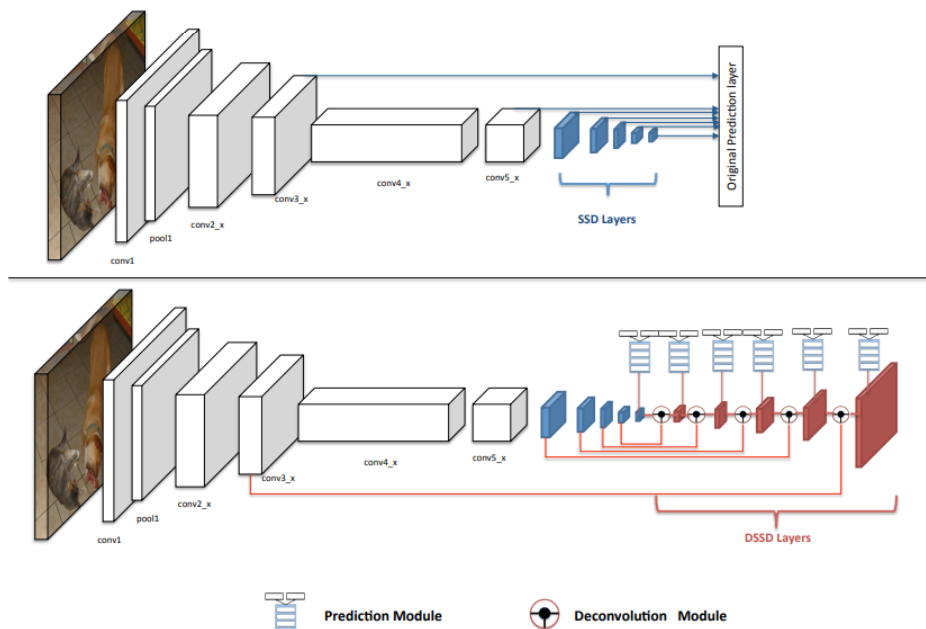 Original Prediction layer
conv1
pool1
conv2_x
conv3_x
conv4_x
conv5_x
SSD Layers
conv1
pool1
conv2_x
conv3_x
conv4_x
conv5_x
DSSD Layers
Prediction Module
Deconvolution Module